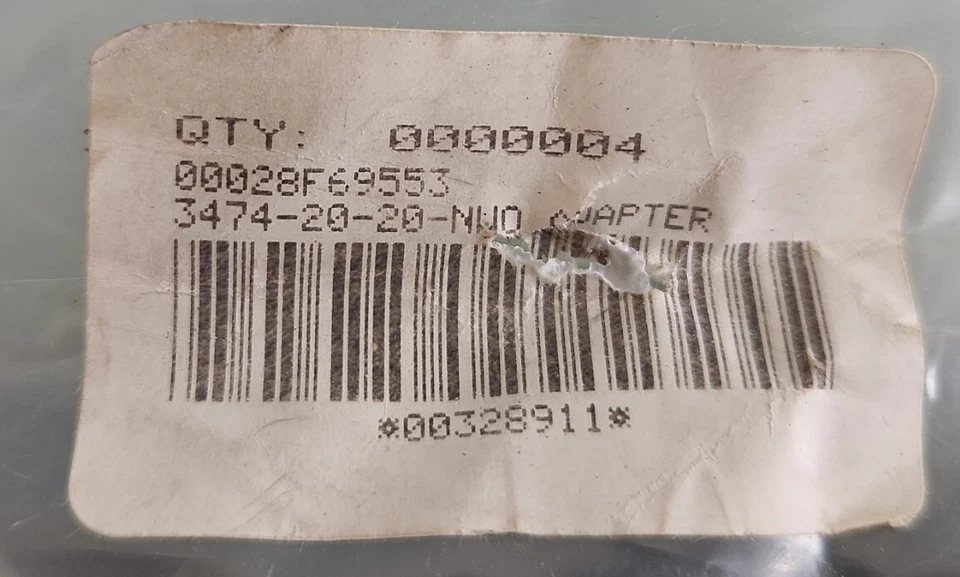 QTY: 0000004
00028F69553
3474-20-20-NWO ADAPTER
*00328911*